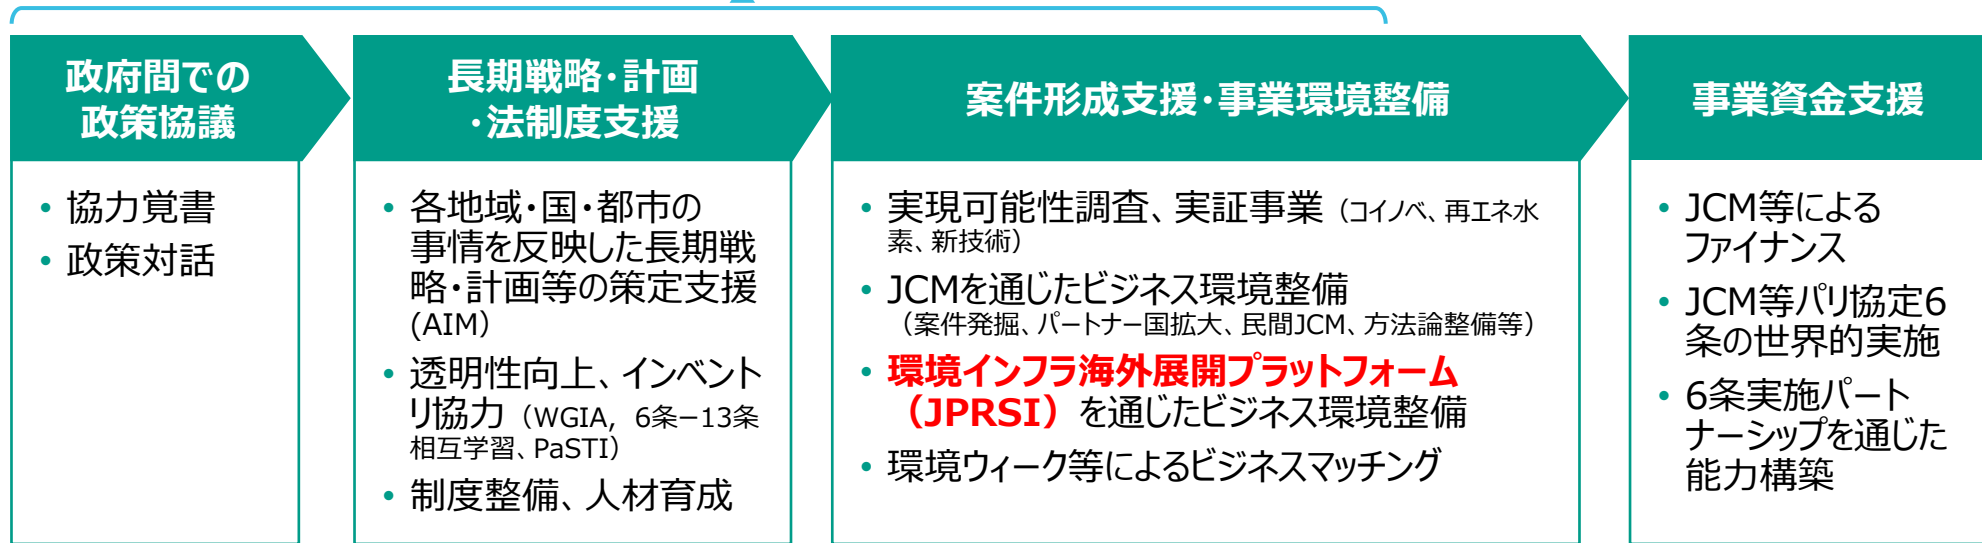 政府間での
政策協議
• 協力覚書
• 政策対話
長期戦略・計画
・法制度支援
• 各地域・国・都市の
事情を反映した長期戦
略・計画等の策定支援
(AIM）
• 透明性向上、インベント
リ協力（WGIA, 6条−13条
相互学習、PaSTI）
• 制度整備、人材育成
案件形成支援・事業環境整備
• 実現可能性調査、実証事業（コイノベ、再エネ水
素、新技術）
• JCMを通じたビジネス環境整備
（案件発掘、パートナー国拡大、民間JCM、方法論整備等）
• 環境インフラ海外展開プラットフォーム
（JPRSI）を通じたビジネス環境整備
• 環境ウィーク等によるビジネスマッチング
事業資金支援
• JCM等による
ファイナンス
• JCM等パリ協定6
条の世界的実施
• 6条実施パート
ナーシップを通じた
能力構築